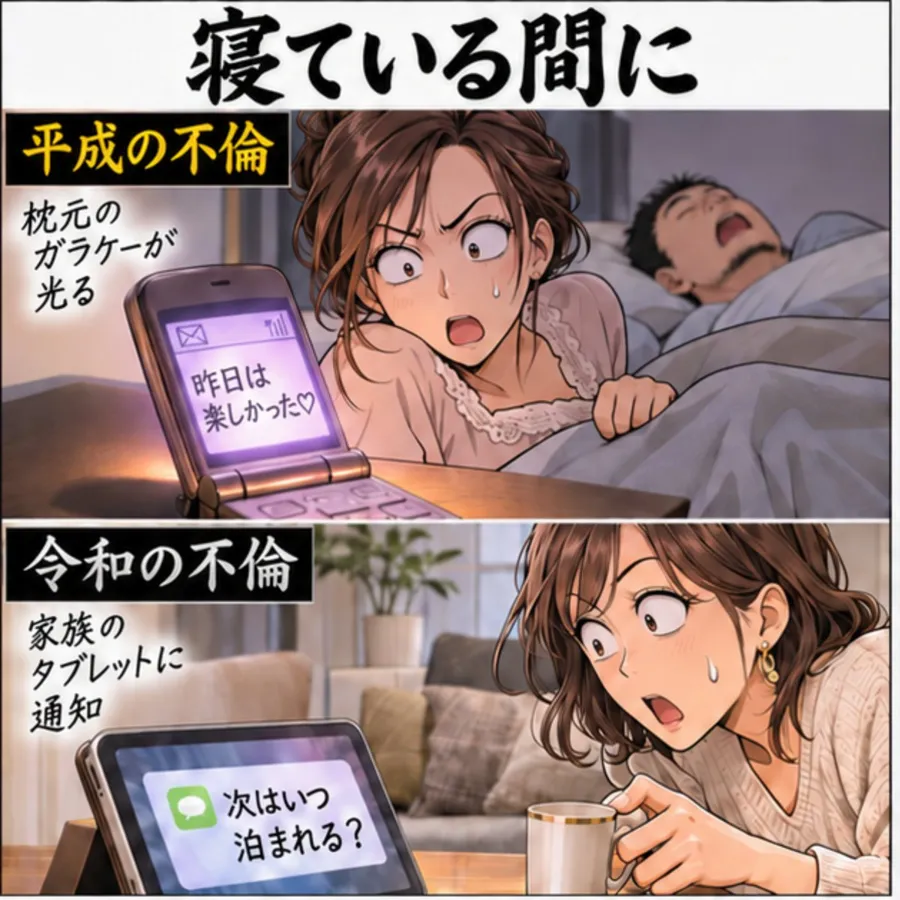 寝ている間に
平成の不倫
枕元の
ガラケーが
光る
昨日は
楽しかった♡
令和の不倫
家族の
タブレットに
通知
次はいつ
泊まれる?